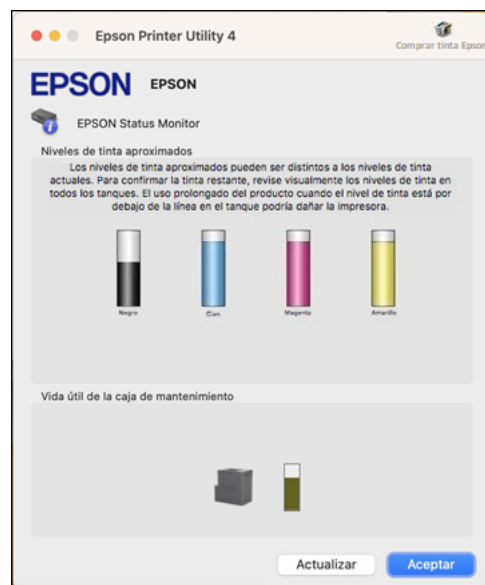 Epson Printer Utility 4
Comprar tinta Epson
EPSON EPSON
EPSON Status Monitor
Niveles de tinta aproximados
Los niveles de tinta aproximados pueden ser distintos a los niveles de tinta
actuales. Para confirmar la tinta restante, revise visualmente los niveles de tinta en
todos los tanques. El uso prolongado del producto cuando el nivel de tinta está por
debajo de la línea en el tanque podría dañar la impresora.
Negro Cian Magenta Amarillo
Vida útil de la caja de mantenimiento
Actualizar Aceptar